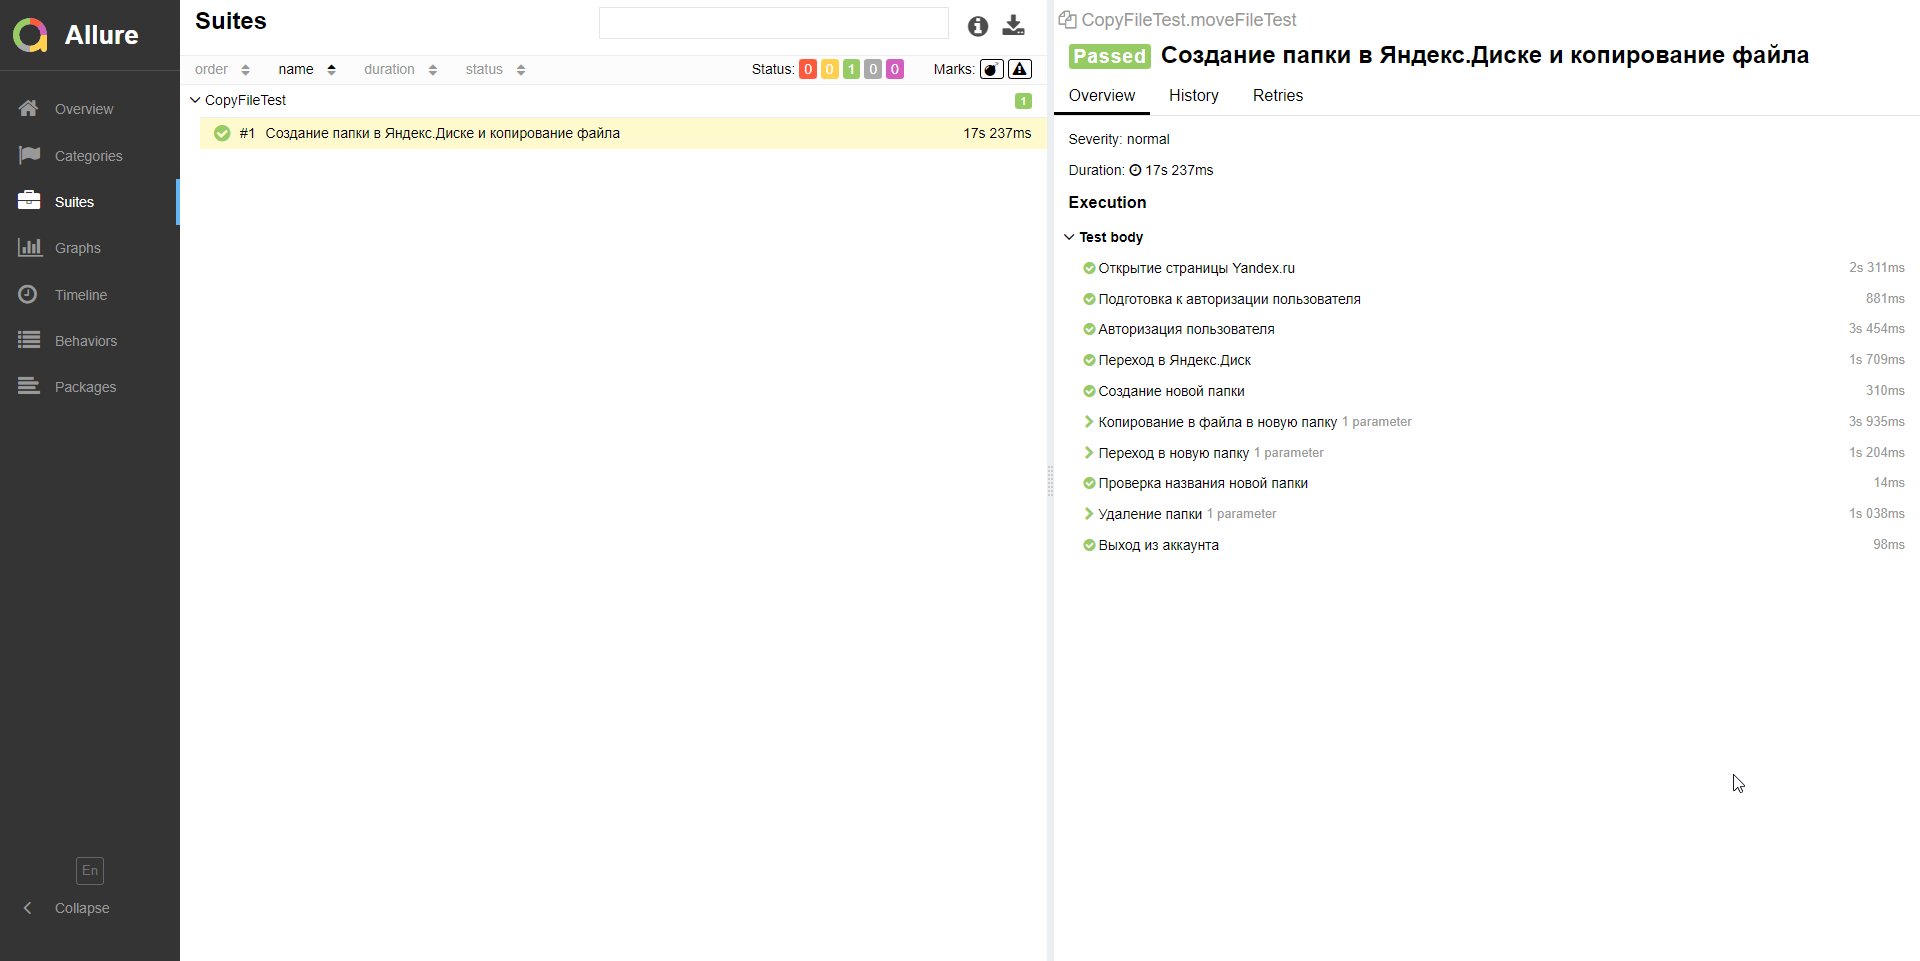 Allure
Overview
Categories
Suites
Graphs
Timeline
Behaviors
Packages
En
Collapse
Suites
order name duration status Status: 0 0 1 0 0 Marks:
CopyFileTest 1
#1 Создание папки в Яндекс.Диске и копирование файла 17s 237ms
CopyFileTest.moveFileTest
Passed Создание папки в Яндекс.Диске и копирование файла
Overview History Retries
Severity: normal
Duration: 17s 237ms
Execution
Test body
Открытие страницы Yandex.ru 2s 311ms
Подготовка к авторизации пользователя 881ms
Авторизация пользователя 3s 454ms
Переход в Яндекс.Диск 1s 709ms
Создание новой папки 310ms
Копирование в файла в новую папку 1 parameter 3s 935ms
Переход в новую папку 1 parameter 1s 204ms
Проверка названия новой папки 14ms
Удаление папки 1 parameter 1s 038ms
Выход из аккаунта 98ms